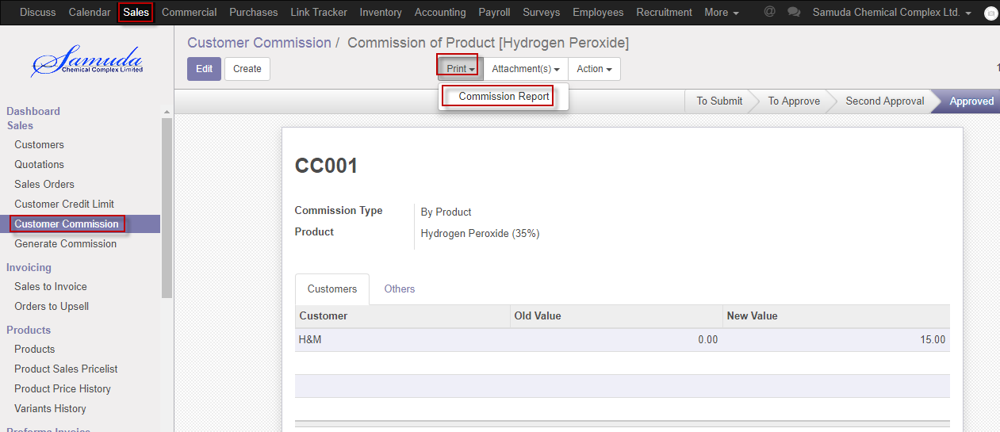 Discuss Calendar Sales Commercial Purchases Link Tracker Inventory Accounting Payroll Surveys Employees Recruitment More @ Samuda Chemical Complex Ltd.
Samuda
Chemical Complex Limited
Customer Commission / Commission of Product [Hydrogen Peroxide]
Edit Create Print Attachment(s) Action
Commission Report
To Submit To Approve Second Approval Approved
Dashboard
Sales
Customers
Quotations
Sales Orders
Customer Credit Limit
Customer Commission
Generate Commission
Invoicing
Sales to Invoice
Orders to Upsell
Products
Products
Product Sales Pricelist
Product Price History
Variants History
Proforma Invoice
CC001
Commission Type By Product
Product Hydrogen Peroxide (35%)
Customers Others
Customer Old Value New Value
H&M 0.00 15.00